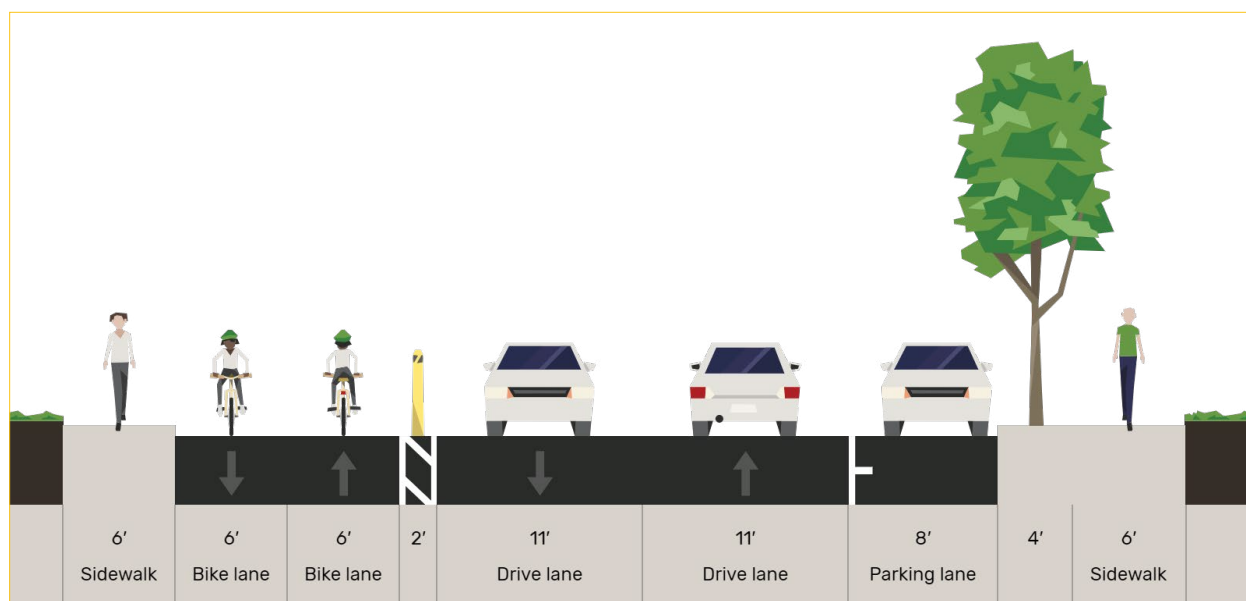 6′ 6′ 6′ 2′ 11′ 11′ 8′ 4′ 6′
Sidewalk Bike lane Bike lane Drive lane Drive lane Parking lane Sidewalk